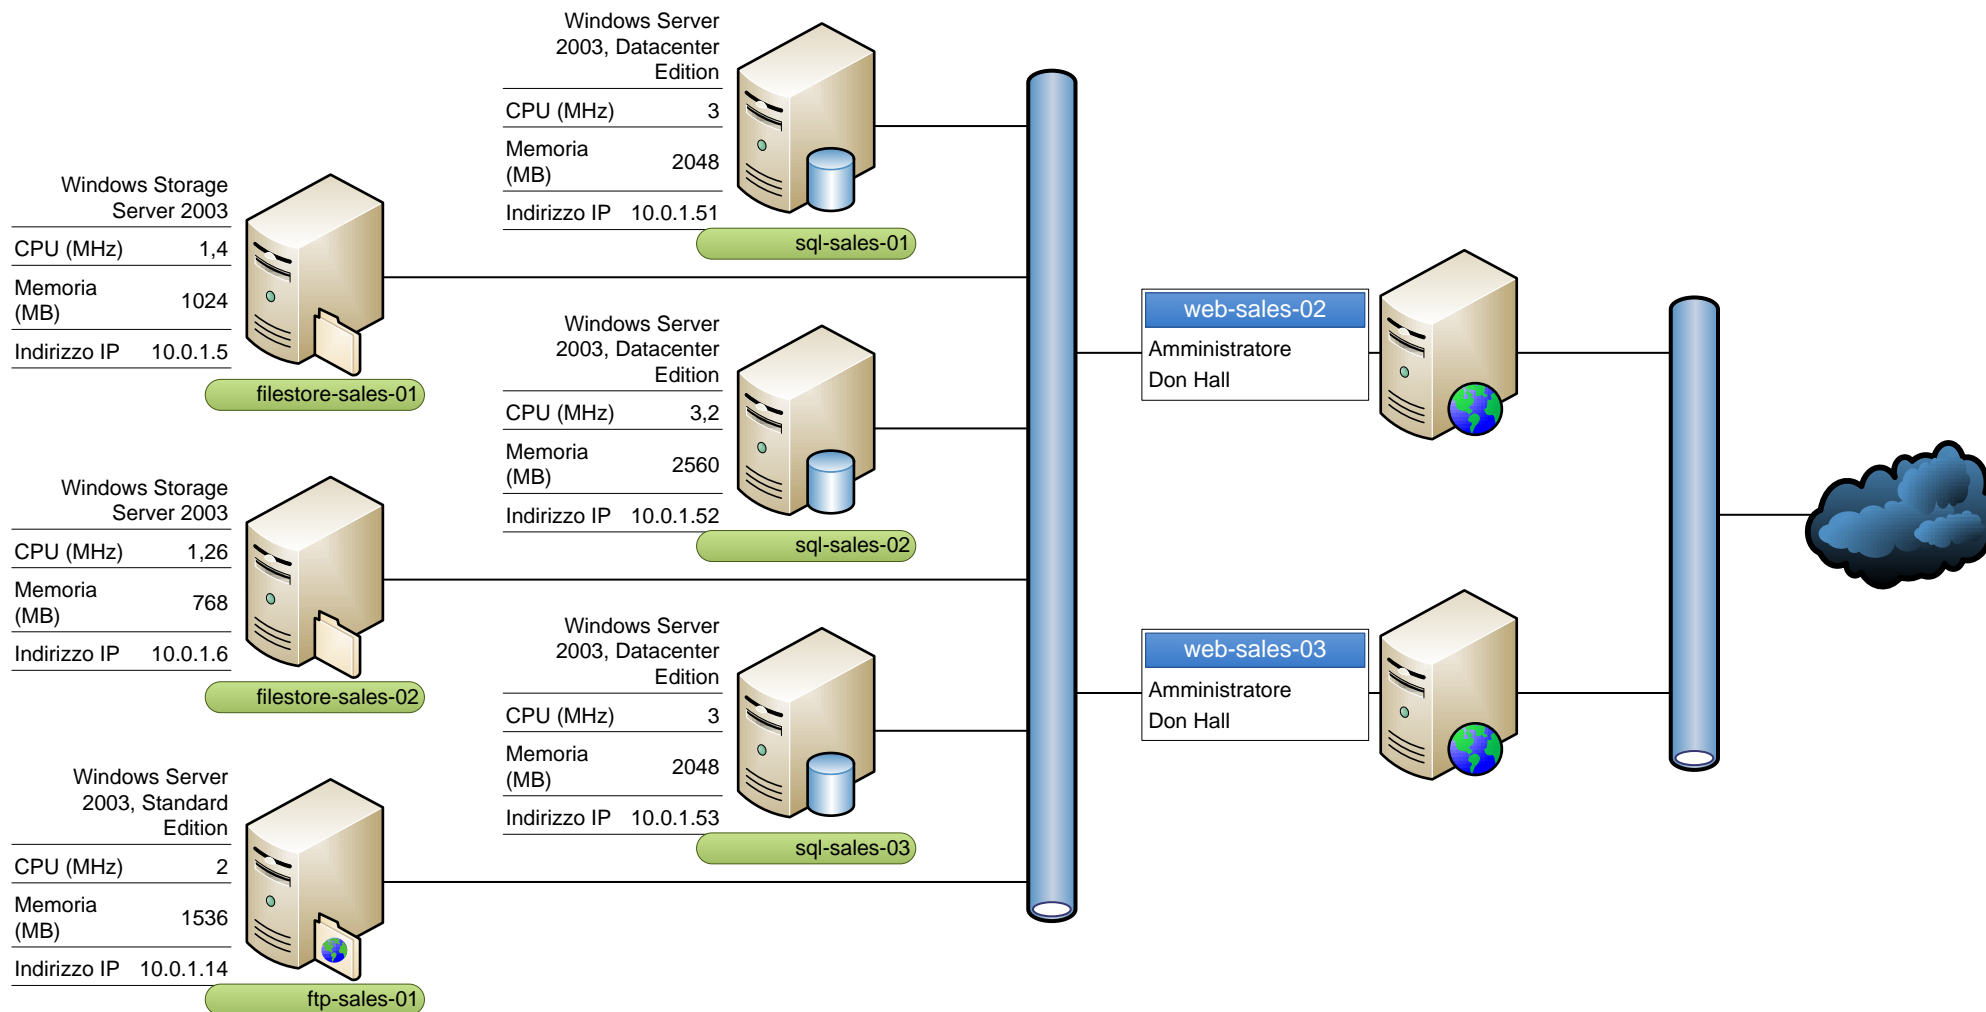 Windows Server
2003, Datacenter
Edition
CPU (MHz) 3
Memoria
(MB) 2048
Indirizzo IP 10.0.1.51
sql-sales-01
Windows Storage
Server 2003
CPU (MHz) 1,4
Memoria
(MB) 1024
Indirizzo IP 10.0.1.5
filestore-sales-01
Windows Server
2003, Datacenter
Edition
CPU (MHz) 3,2
Memoria
(MB) 2560
Indirizzo IP 10.0.1.52
sql-sales-02
Windows Storage
Server 2003
CPU (MHz) 1,26
Memoria
(MB) 768
Indirizzo IP 10.0.1.6
filestore-sales-02
Windows Server
2003, Datacenter
Edition
CPU (MHz) 3
Memoria
(MB) 2048
Indirizzo IP 10.0.1.53
sql-sales-03
Windows Server
2003, Standard
Edition
CPU (MHz) 2
Memoria
(MB) 1536
Indirizzo IP 10.0.1.14
ftp-sales-01
web-sales-02
Amministratore
Don Hall
web-sales-03
Amministratore
Don Hall